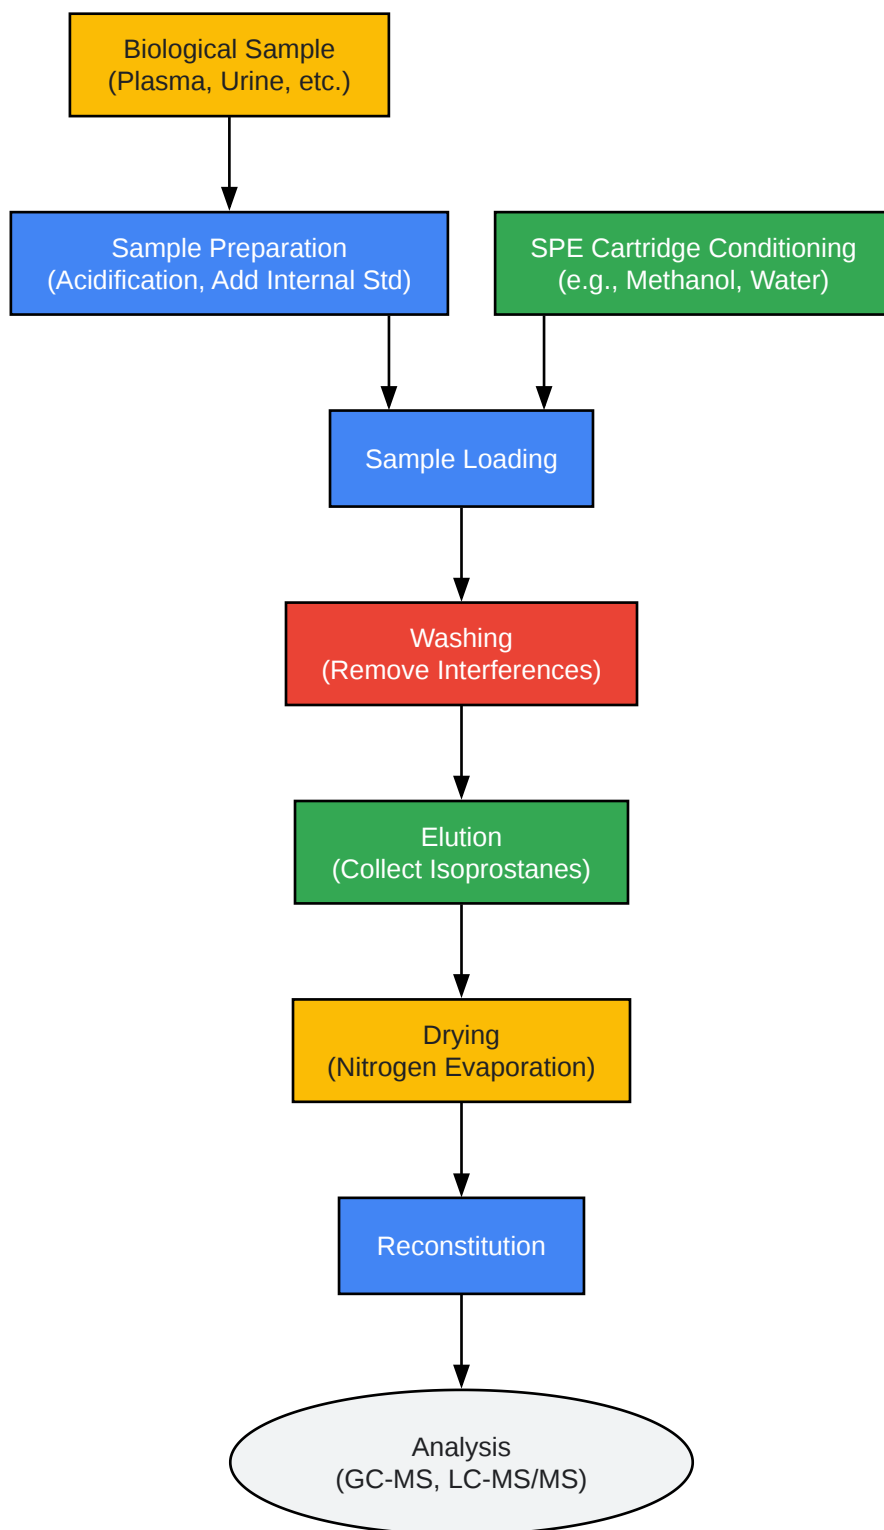 Biological Sample
(Plasma, Urine, etc.)
Sample Preparation
(Acidification, Add Internal Std)
SPE Cartridge Conditioning
(e.g., Methanol, Water)
Sample Loading
Washing
(Remove Interferences)
Elution
(Collect Isoprostanes)
Drying
(Nitrogen Evaporation)
Reconstitution
Analysis
(GC-MS, LC-MS/MS)